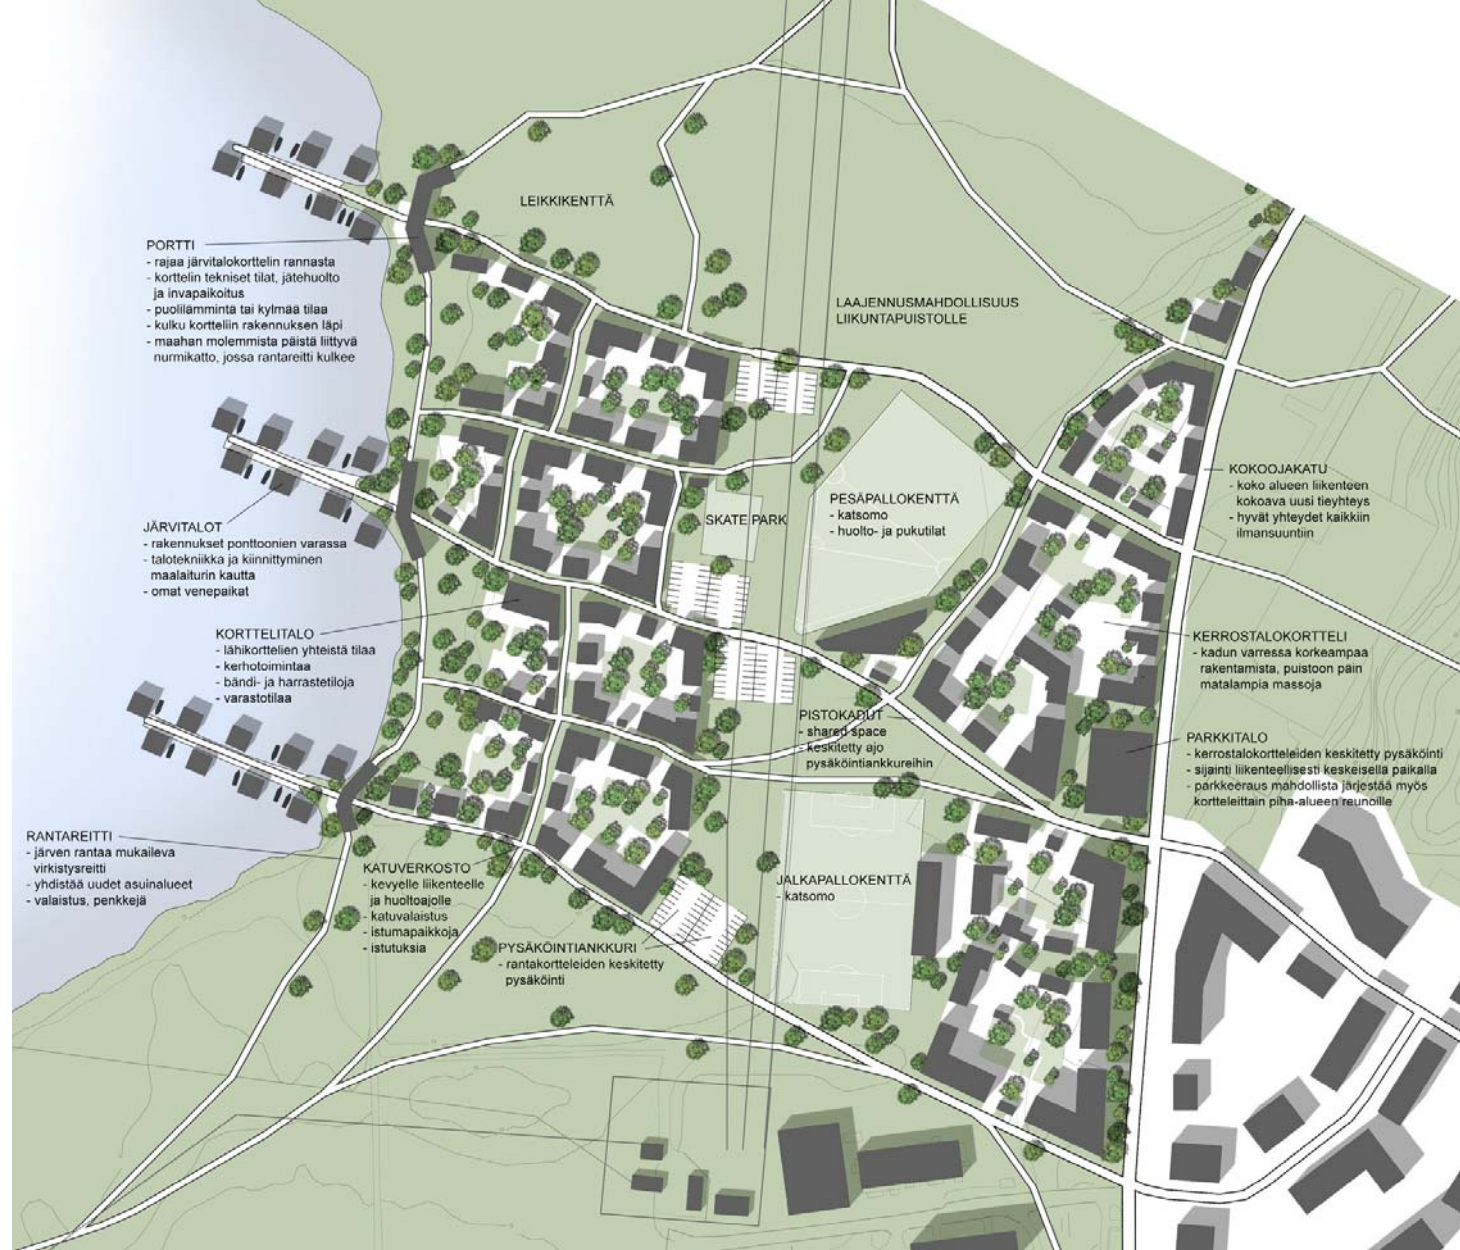 LEIKKIKENTTÄ
PORTTI
- rajaa järvitalokorttelin rannasta
- korttelin tekniset tilat, jätehuolto
ja invapaikoitus
- puolilämmintä tai kylmää tilaa
- kulku kortteliin rakennuksen läpi
- maahan molemmista päistä liittyvä
nurmikatto, jossa rantareitti kulkee
LAAJENNUSMAHDOLLISUUS
LIIKUNTAPUISTOLLE
KOKOOJAKATU
- koko alueen liikenteen
kokoava uusi tieyhteys
- hyvät yhteydet kaikkiin
ilmansuuntiin
PESÄPALLOKENTTÄ
- katsomo
- huolto- ja pukutilat
SKATE PARK
JÄRVITALOT
- rakennukset ponttoonien varassa
- talotekniikka ja kiinnittyminen
maalaiturin kautta
- omat venepaikat
KORTTELITALO
- lähikorttelien yhteistä tilaa
- kerhotoimintaa
- bändi- ja harrastetiloja
- varastotilaa
KERROSTALOKORTTELI
- kadun varressa korkeampaa
rakentamista, puistoon päin
matalampia massoja
PISTOKADUT
- shared space
- keskitetty ajo
pysäköintiankkureihin
PARKKITALO
- kerrostalokortteleiden keskitetty pysäköinti
- sijainti liikenteellisesti keskeisellä paikalla
- parkkeeraus mahdollista järjestää myös
kortteleittain piha-alueen reunoille
RANTAREITTI
- järven rantaa mukaileva
virkistysreitti
- yhdistää uudet asuinalueet
- valaistus, penkkejä
KATUVERKOSTO
- kevyelle liikenteelle
ja huoltoajolle
- katuvalaistus
- istumapaikkoja
- istutuksia
JALKAPALLOKENTTÄ
- katsomo
PYSÄKÖINTIANKKURI
- rantakortteleiden keskitetty
pysäköinti